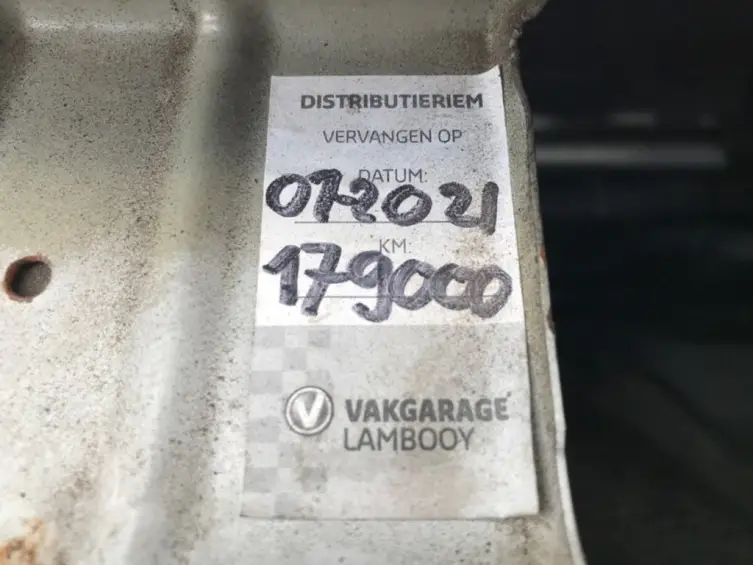 DISTRIBUTIERIEM
VERVANGEN OP
DATUM:
07-2021
KM:
179000
V VAKGARAGE
LAMBOOY